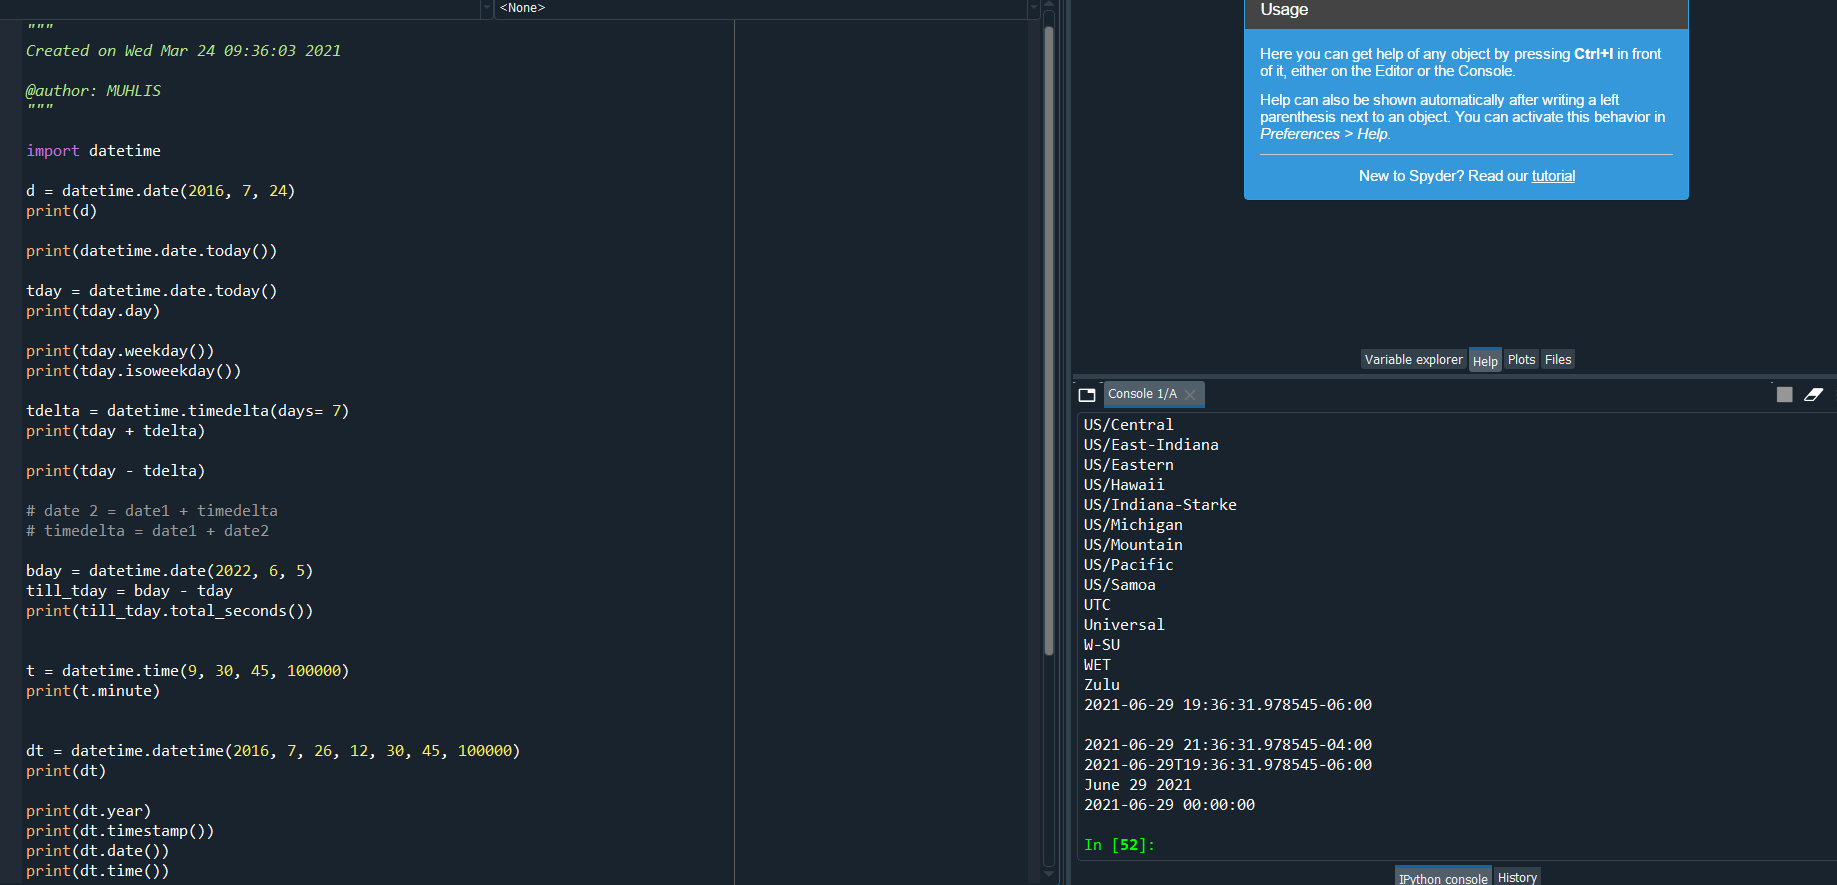 <None>
"""
Created on Wed Mar 24 09:36:03 2021
@author: MUHLIS
"""
import datetime
d = datetime.date(2016, 7, 24)
print(d)
print(datetime.date.today())
tday = datetime.date.today()
print(tday.day)
print(tday.weekday())
print(tday.isoweekday())
tdelta = datetime.timedelta(days= 7)
print(tday + tdelta)
print(tday - tdelta)
# date 2 = date1 + timedelta
# timedelta = date1 + date2
bday = datetime.date(2022, 6, 5)
till_tday = bday - tday
print(till_tday.total_seconds())
t = datetime.time(9, 30, 45, 100000)
print(t.minute)
dt = datetime.datetime(2016, 7, 26, 12, 30, 45, 100000)
print(dt)
print(dt.year)
print(dt.timestamp())
print(dt.date())
print(dt.time())
Usage
Here you can get help of any object by pressing Ctrl+I in front
of it, either on the Editor or the Console.
Help can also be shown automatically after writing a left
parenthesis next to an object. You can activate this behavior in
Preferences > Help.
New to Spyder? Read our tutorial
Variable explorer Help Plots Files
Console 1/A
US/Central
US/East-Indiana
US/Eastern
US/Hawaii
US/Indiana-Starke
US/Michigan
US/Mountain
US/Pacific
US/Samoa
UTC
Universal
W-SU
WET
Zulu
2021-06-29 19:36:31.978545-06:00
2021-06-29 21:36:31.978545-04:00
2021-06-29T19:36:31.978545-06:00
June 29 2021
2021-06-29 00:00:00
In [52]:
IPython console History